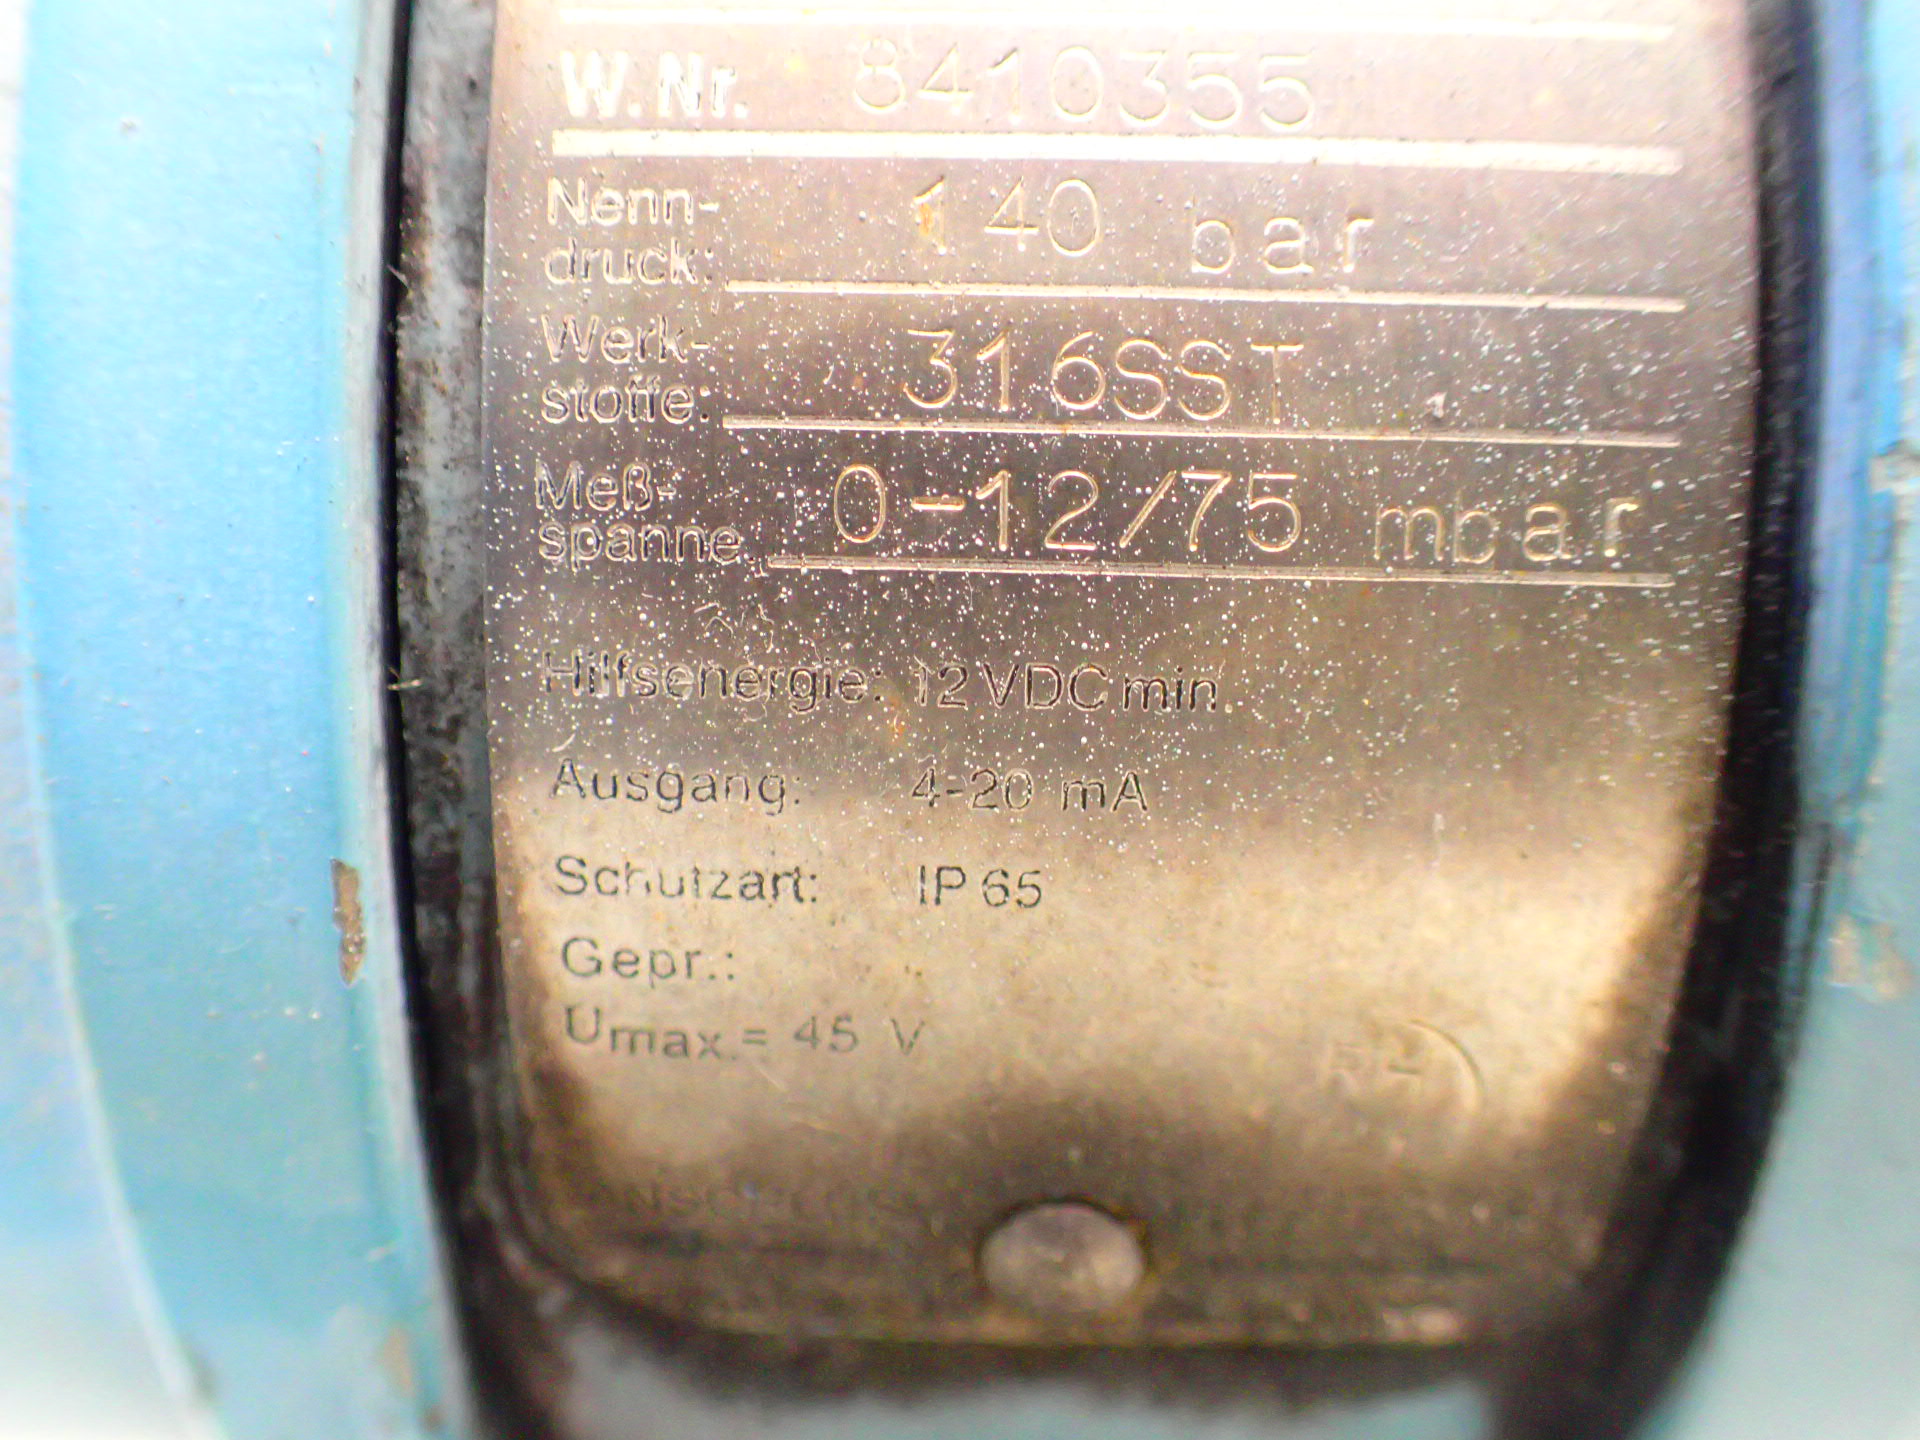 W.Nr. 8410355
Nenn-
druck: 140 bar
Werk-
stoffe: 316SST
Meß-
spanne: 0-12/75 mbar
Hilfsenergie: 12 VDC min.
Ausgang: 4-20 mA
Schutzart: IP 65
Gepr.:
Umax.= 45 V